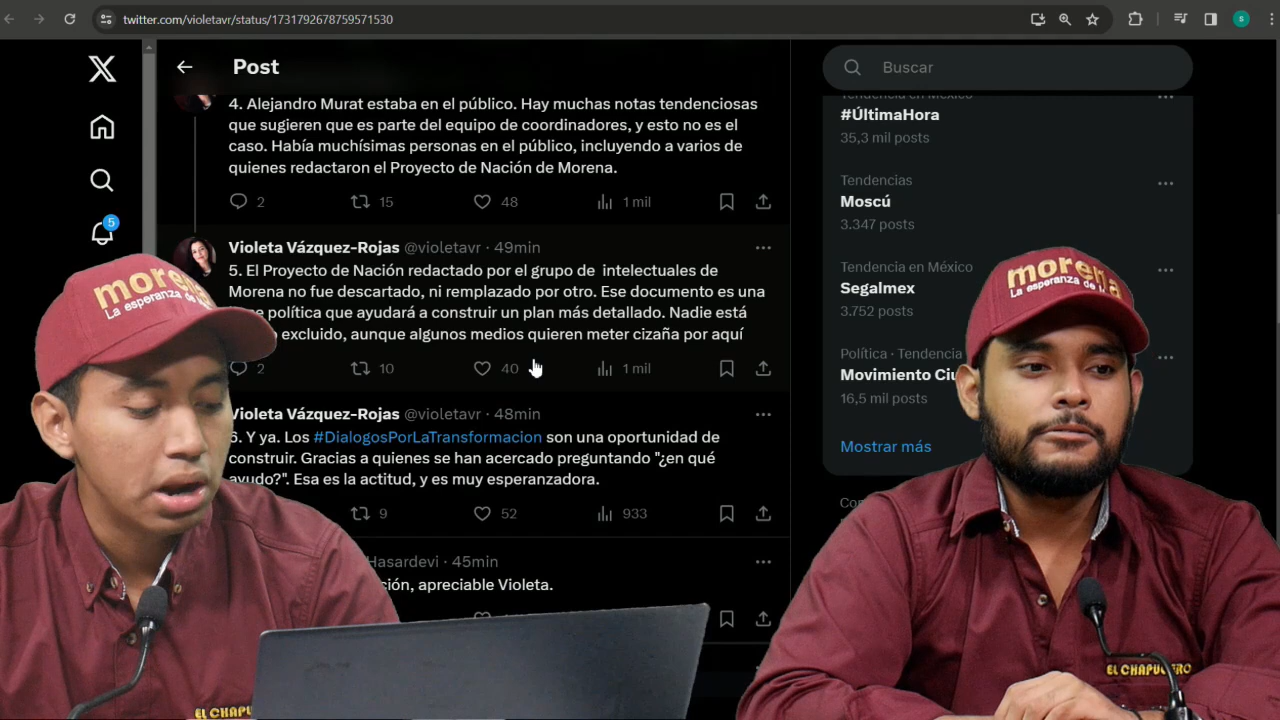 twitter.com/violetavr/status/1731792678759571530
S
Post
4. Alejandro Murat estaba en el público. Hay muchas notas tendenciosas
que sugieren que es parte del equipo de coordinadores, y esto no es el
caso. Había muchísimas personas en el público, incluyendo a varios de
quienes redactaron el Proyecto de Nación de Morena.
2 15 48 1 mil
5
Violeta Vázquez-Rojas @violetavr · 49min
5. El Proyecto de Nación redactado por el grupo de intelectuales de
Morena no fue descartado, ni remplazado por otro. Ese documento es una
política que ayudará a construir un plan más detallado. Nadie está
excluido, aunque algunos medios quieren meter cizaña por aquí
2 10 40 1 mil
Violeta Vázquez-Rojas @violetavr · 48min
6. Y ya. Los #DialogosPorLaTransformacion son una oportunidad de
construir. Gracias a quienes se han acercado preguntando "¿en qué
ayudo?". Esa es la actitud, y es muy esperanzadora.
9 52 933
Hasardevi · 45min
apreciable Violeta.
Buscar
Tendencia en México
#ÚltimaHora
35,3 mil posts
Tendencias
Moscú
3.347 posts
Tendencia en México
Segalmex
3.752 posts
Política · Tendencia
Movimiento
16,5 mil posts
Mostrar más
morena
La esperanza de
morena
La esperanza de
EL CHAPUCERO